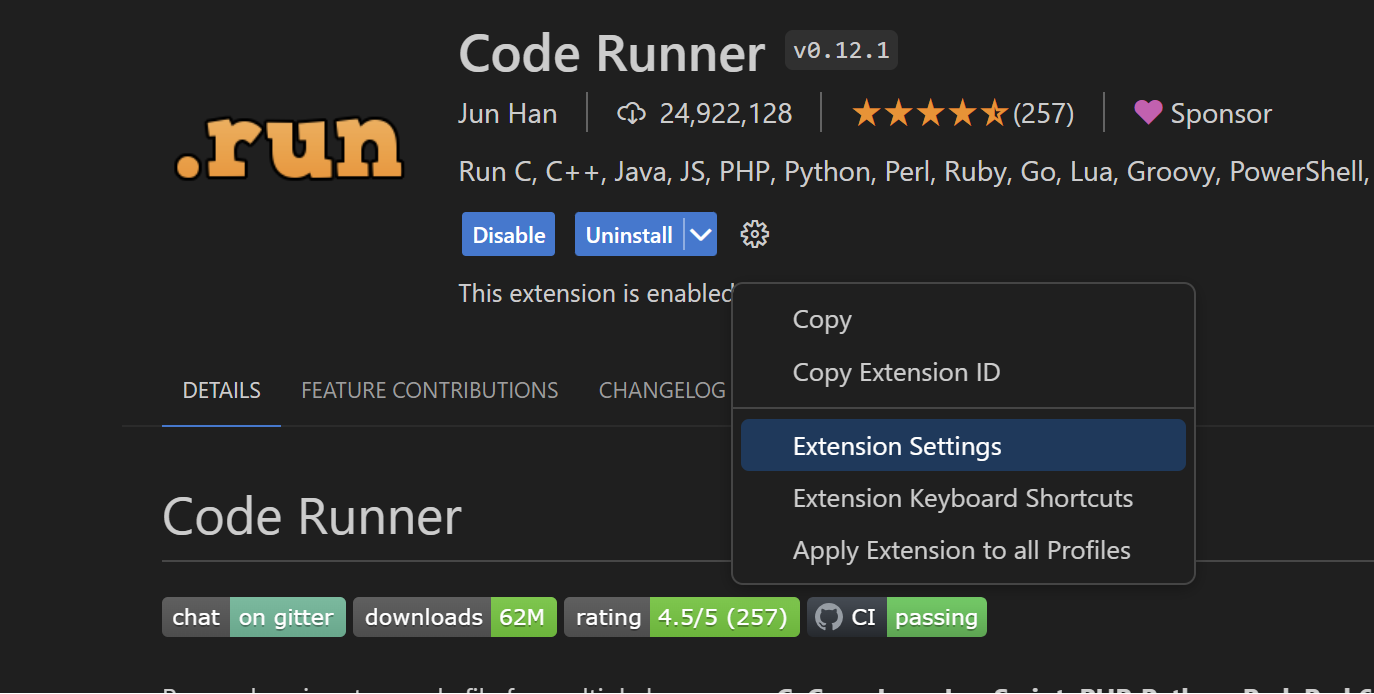 Code Runner v0.12.1
Jun Han 24,922,128 (257) Sponsor
.run
Run C, C++, Java, JS, PHP, Python, Perl, Ruby, Go, Lua, Groovy, PowerShell,
Disable Uninstall
This extension is enabled
Copy
Copy Extension ID
Extension Settings
Extension Keyboard Shortcuts
Apply Extension to all Profiles
DETAILS FEATURE CONTRIBUTIONS CHANGELOG
Code Runner
chat on gitter downloads 62M rating 4.5/5 (257) CI passing